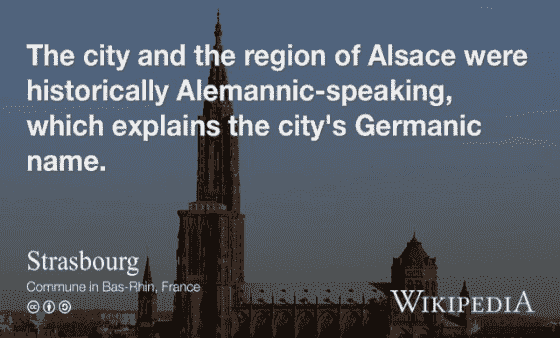 The city and the region of Alsace were
historically Alemannic-speaking,
which explains the city's Germanic
name.
Strasbourg
Commune in Bas-Rhin, France
WIKIPEDIA